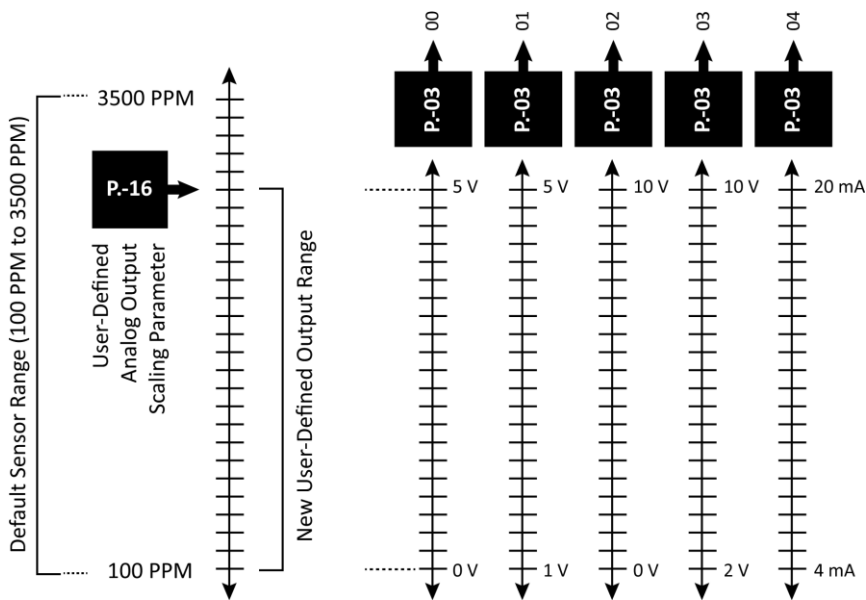 Default Sensor Range (100 PPM to 3500 PPM)
3500 PPM
P.-16
User-Defined
Analog Output
Scaling Parameter
100 PPM
New User-Defined Output Range
00
01
02
03
04
P.-03
P.-03
P.-03
P.-03
P.-03
5 V
5 V
10 V
10 V
20 mA
0 V
1 V
0 V
2 V
4 mA